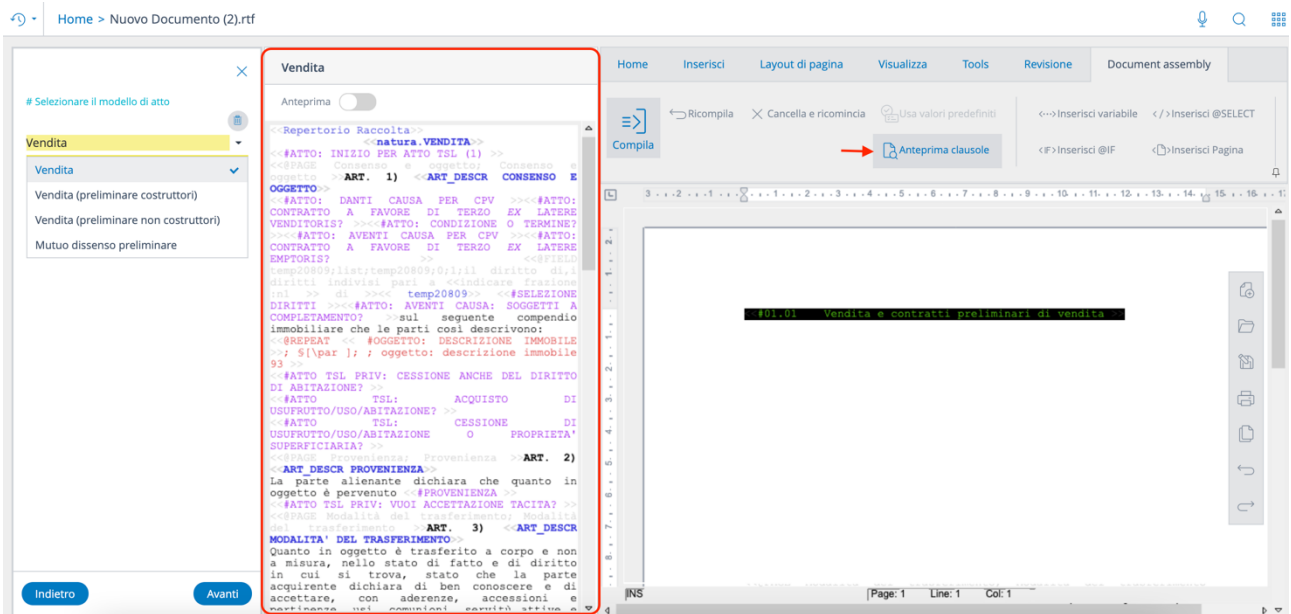 Home > Nuovo Documento (2).rtf
# Selezionare il modello di atto
Vendita
Vendita
Vendita (preliminare costruttori)
Vendita (preliminare non costruttori)
Mutuo dissenso preliminare
Indietro
Avanti
Vendita
Anteprima
<<Repertorio Raccolta>>
<<natura.VENDITA>>
<<#ATTO: INIZIO PER ATTO TSL (1) >>
<<@PAGE Consenso e oggetto; Consenso e
oggetto >>ART. 1) <<ART_DESCR CONSENSO E
OGGETTO>>
<<#ATTO: DANTI CAUSA PER CPV >><<#ATTO:
CONTRATTO A FAVORE DI TERZO EX LATERE
VENDITORIS? >><<#ATTO: CONDIZIONE O TERMINE?
>><<#ATTO: AVENTI CAUSA PER CPV >><<#ATTO:
CONTRATTO A FAVORE DI TERZO EX LATERE
EMPTORIS? >> <<@FIELD
temp20809;list;temp20809;0;1;il diritto di,i
diritti indivisi pari a <<indicare frazione
:nl >> di >><< temp20809>> <<#SELEZIONE
DIRITTI >><<#ATTO: AVENTI CAUSA: SOGGETTI A
COMPLETAMENTO? >>sul seguente compendio
immobiliare che le parti così descrivono:
<<@REPEAT << #OGGETTO: DESCRIZIONE IMMOBILE
>>; §[\par ]; ; oggetto: descrizione immobile
93 >>
<<#ATTO TSL PRIV: CESSIONE ANCHE DEL DIRITTO
DI ABITAZIONE? >>
<<#ATTO TSL: ACQUISTO DI
USUFRUTTO/USO/ABITAZIONE? >>
<<#ATTO TSL: CESSIONE DI
USUFRUTTO/USO/ABITAZIONE O PROPRIETA'
SUPERFICIARIA? >>
<<@PAGE Provenienza; Provenienza >>ART. 2)
<<ART_DESCR PROVENIENZA>>
La parte alienante dichiara che quanto in
oggetto è pervenuto <<#PROVENIENZA >>
<<#ATTO TSL PRIV: VUOI ACCETTAZIONE TACITA? >>
<<@PAGE Modalità del trasferimento; Modalità
del trasferimento >>ART. 3) <<ART_DESCR
MODALITA' DEL TRASFERIMENTO>>
Quanto in oggetto è trasferito a corpo e non
a misura, nello stato di fatto e di diritto
in cui si trova, stato che la parte
acquirente dichiara di ben conoscere e di
accettare, con aderenze, accessioni e
pertinenze, usi, comunioni, servitù attive e
Home Inserisci Layout di pagina Visualizza Tools Revisione Document assembly
Compila
Ricompila
Cancella e ricomincia
Usa valori predefiniti
Anteprima clausole
<···>Inserisci variabile
</>Inserisci @SELECT
<IF>Inserisci @IF
Inserisci Pagina
<<#01.01 Vendita e contratti preliminari di vendita >>
INS Page: 1 Line: 1 Col: 1